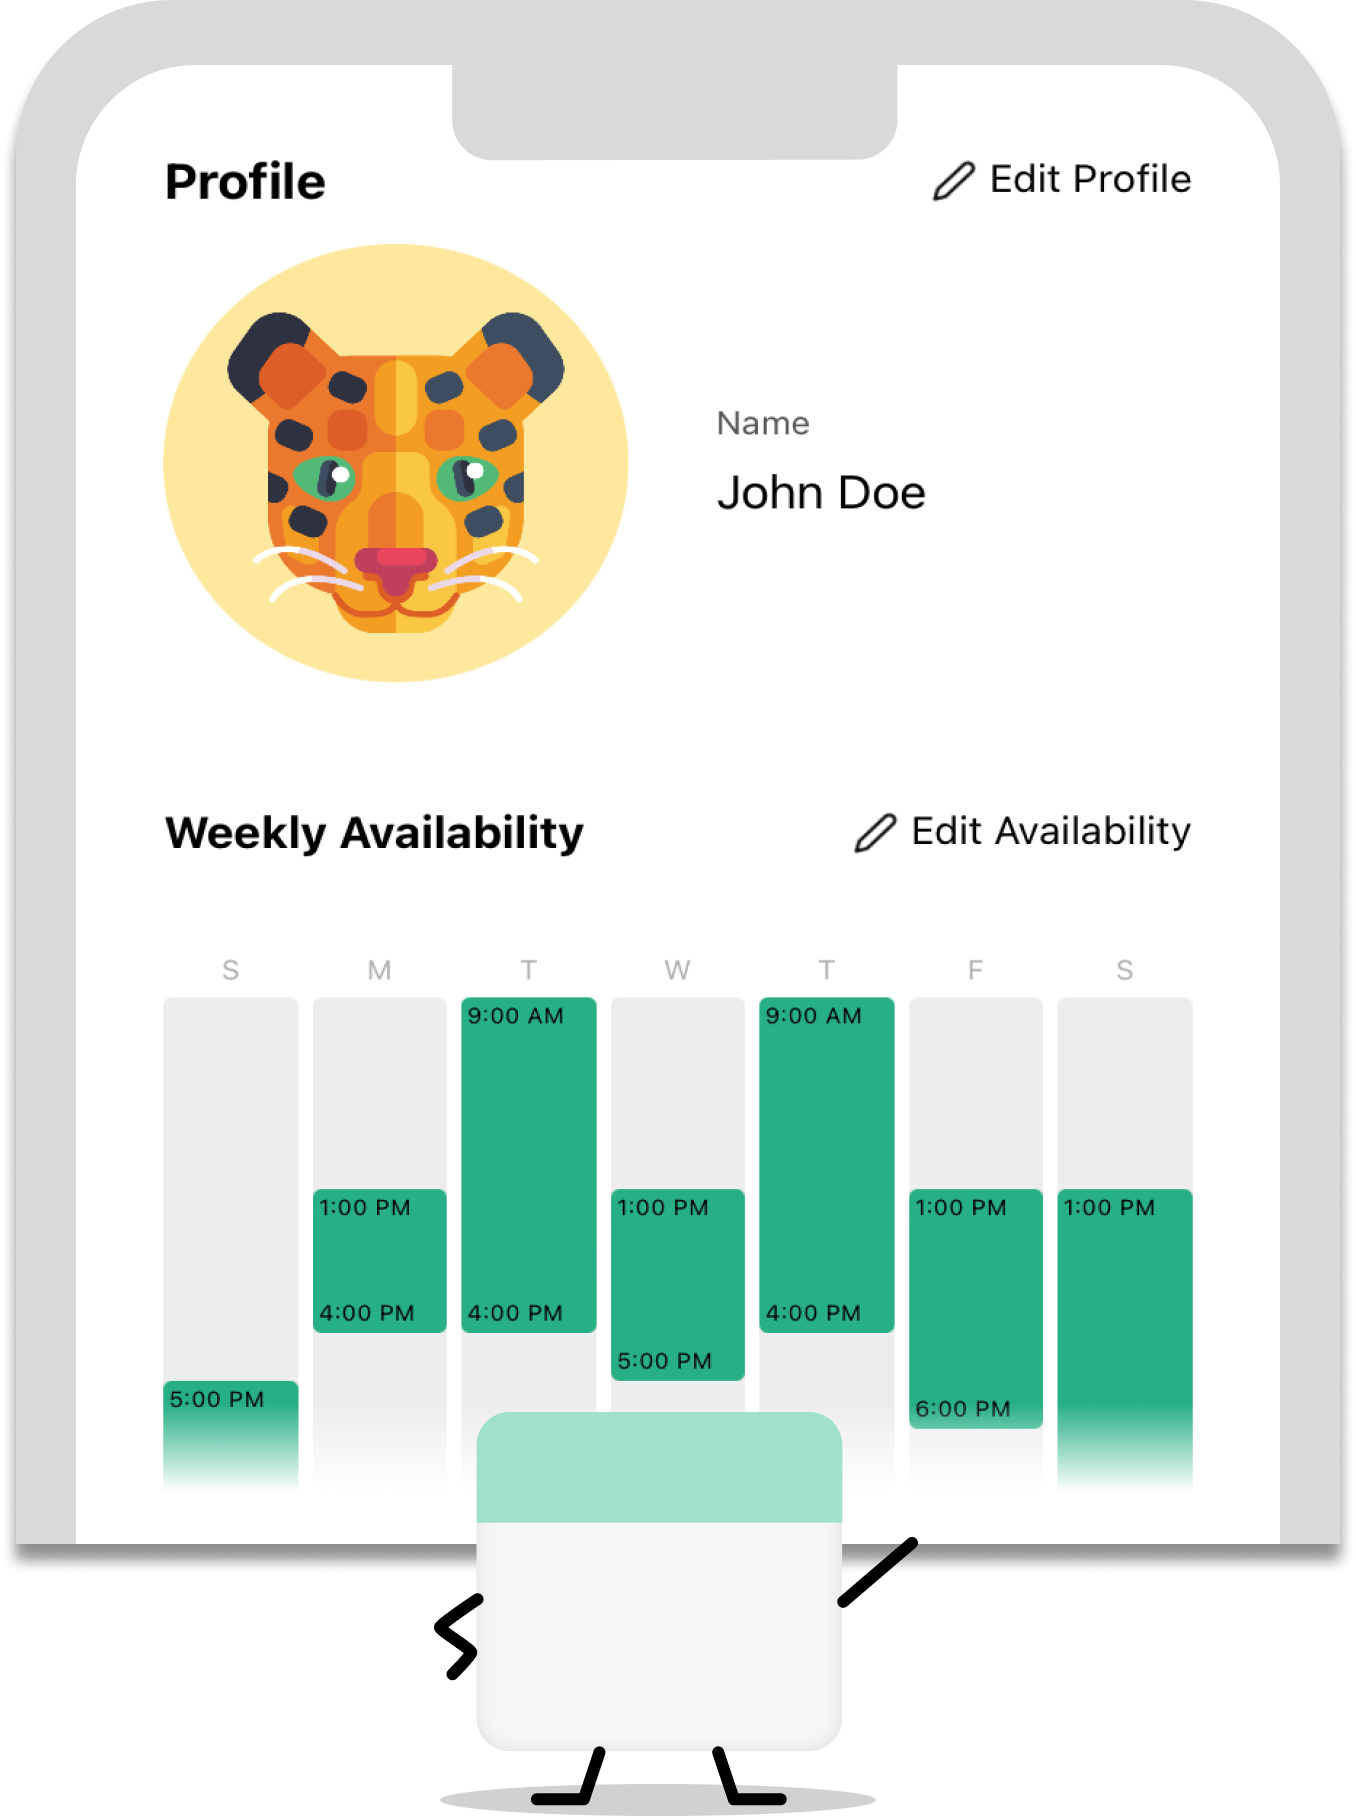 Profile
Edit Profile
Name
John Doe
Weekly Availability
Edit Availability
S M T W T F S
9:00 AM 9:00 AM
1:00 PM 1:00 PM 1:00 PM 1:00 PM
4:00 PM 4:00 PM 4:00 PM
5:00 PM
5:00 PM 6:00 PM